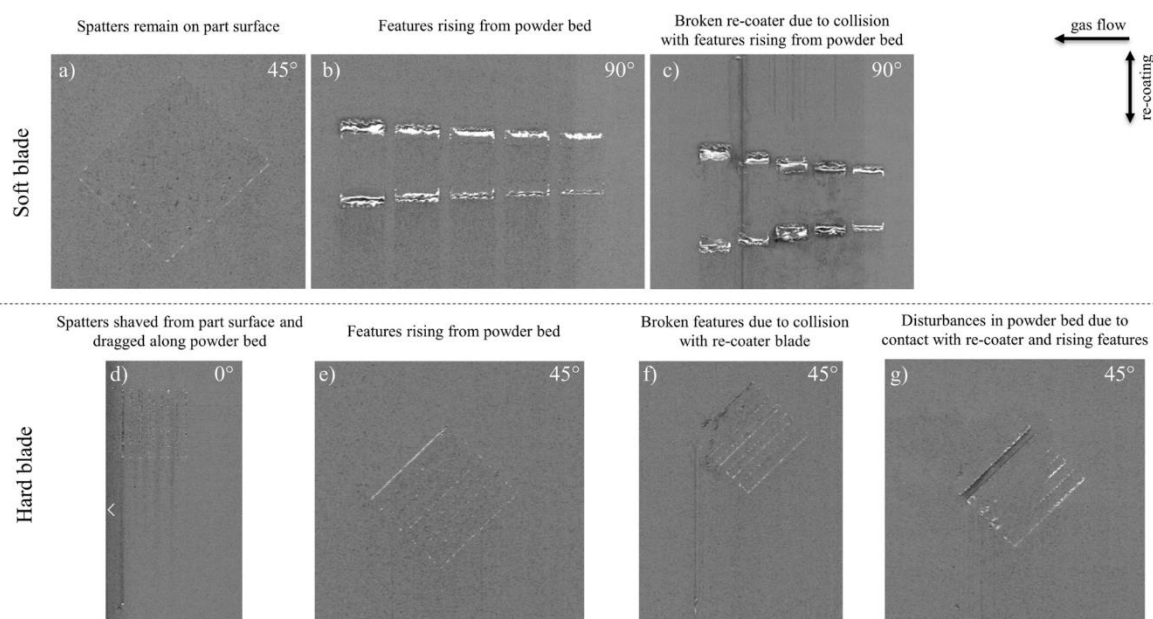 Spatters remain on part surface
Features rising from powder bed
Broken re-coater due to collision
with features rising from powder bed
gas flow
re-coating
Soft blade
a)
45°
b)
90°
c)
90°
Spatters shaved from part surface and
dragged along powder bed
Features rising from powder bed
Broken features due to collision
with re-coater blade
Disturbances in powder bed due to
contact with re-coater and rising features
Hard blade
d)
0°
e)
45°
f)
45°
g)
45°